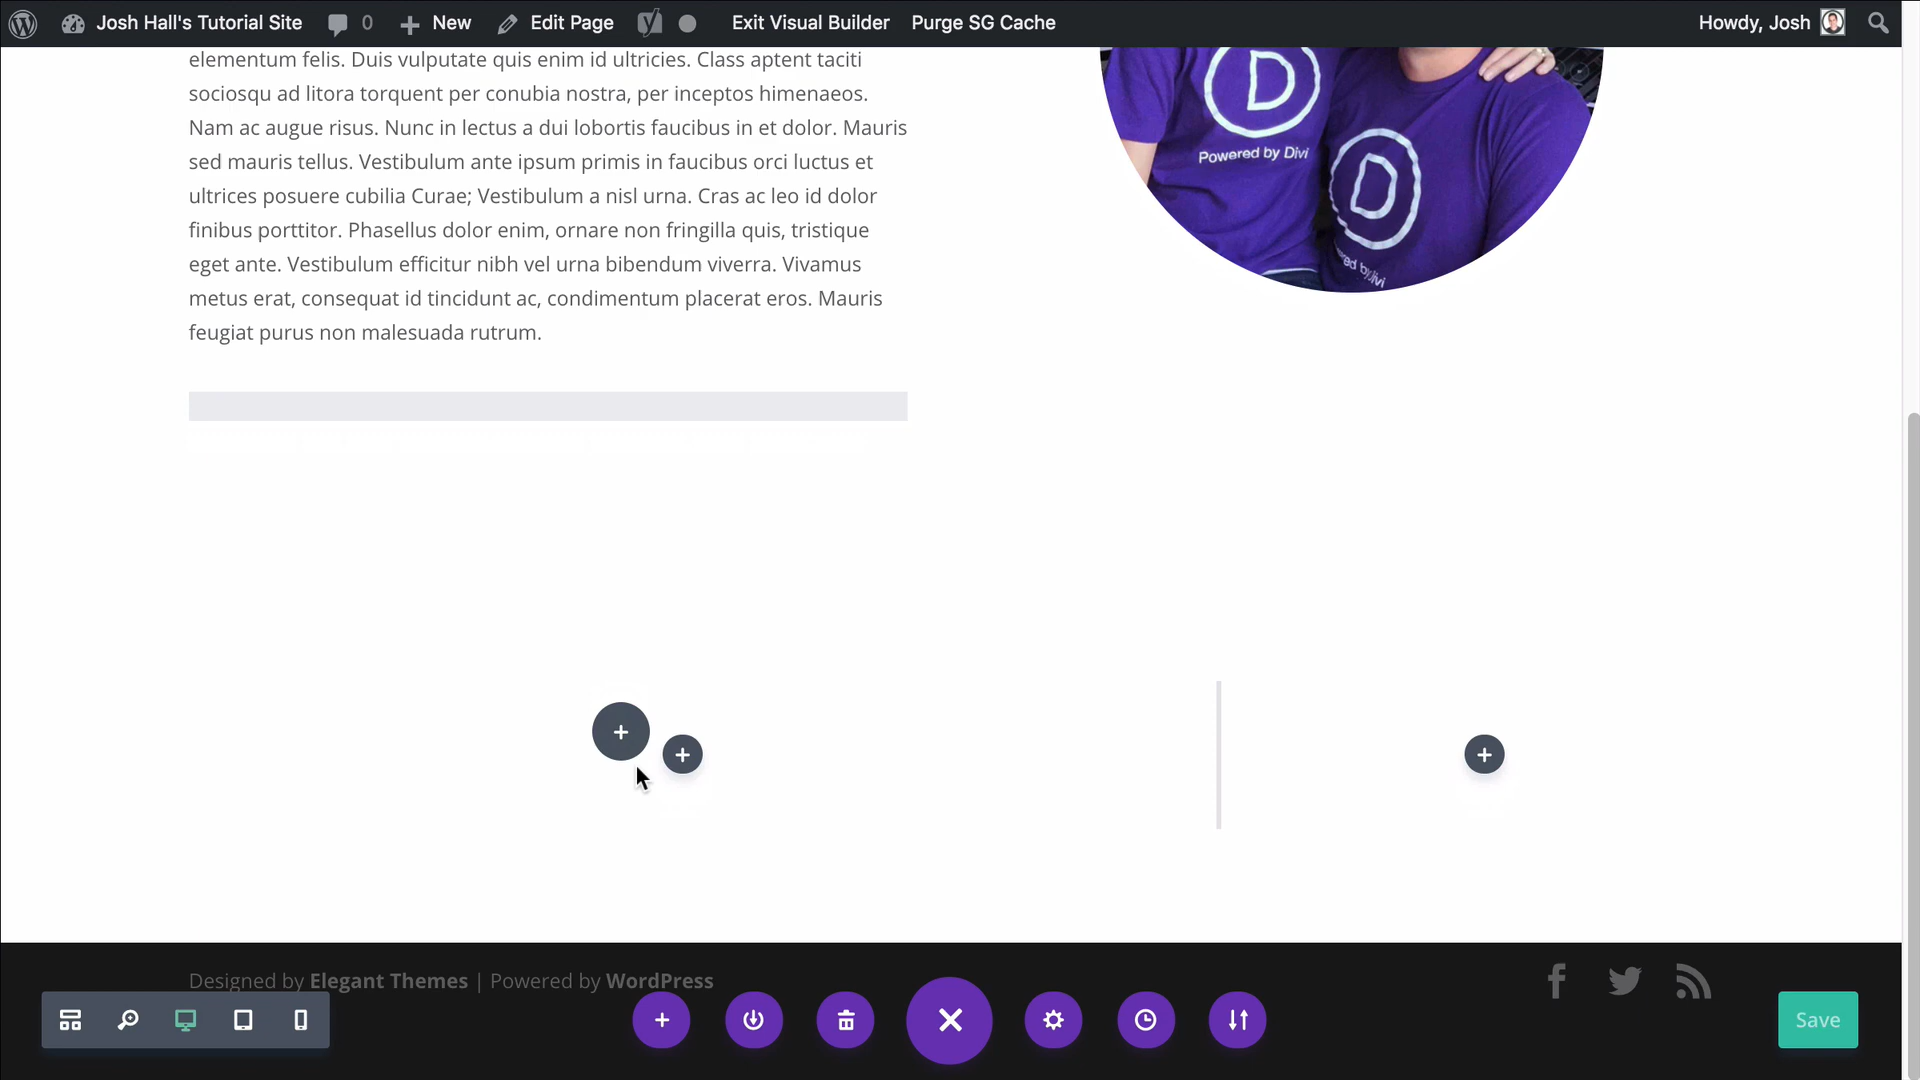 Josh Hall's Tutorial Site 0 New Edit Page Exit Visual Builder Purge SG Cache Howdy, Josh
elementum felis. Duis vulputate quis enim id ultricies. Class aptent taciti
sociosqu ad litora torquent per conubia nostra, per inceptos himenaeos.
Nam ac augue risus. Nunc in lectus a dui lobortis faucibus in et dolor. Mauris
sed mauris tellus. Vestibulum ante ipsum primis in faucibus orci luctus et
ultrices posuere cubilia Curae; Vestibulum a nisl urna. Cras ac leo id dolor
finibus porttitor. Phasellus dolor enim, ornare non fringilla quis, tristique
eget ante. Vestibulum efficitur nibh vel urna bibendum viverra. Vivamus
metus erat, consequat id tincidunt ac, condimentum placerat eros. Mauris
feugiat purus non malesuada rutrum.
D
Powered by Divi
D
ed by Divi
Designed by Elegant Themes | Powered by WordPress
Save